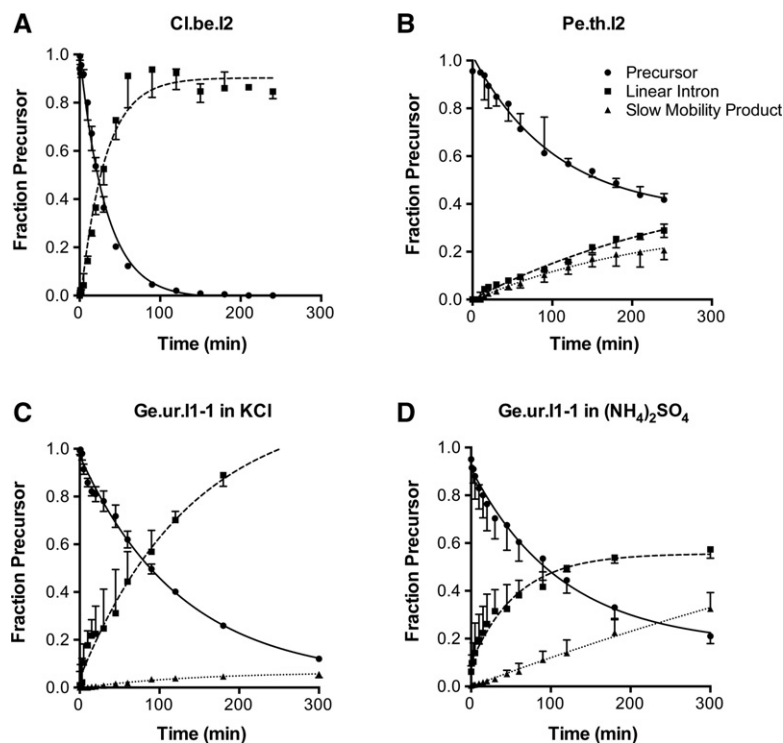 A
Cl.be.I2
Fraction Precursor
1.0
0.8
0.6
0.4
0.2
0.0
0
100
200
300
Time (min)
B
Pe.th.I2
Precursor
Linear Intron
Slow Mobility Product
Fraction Precursor
1.0
0.8
0.6
0.4
0.2
0.0
0
100
200
300
Time (min)
C
Ge.ur.I1-1 in KCl
Fraction Precursor
1.0
0.8
0.6
0.4
0.2
0.0
0
100
200
300
Time (min)
D
Ge.ur.I1-1 in (NH₄)₂SO₄
Fraction Precursor
1.0
0.8
0.6
0.4
0.2
0.0
0
100
200
300
Time (min)